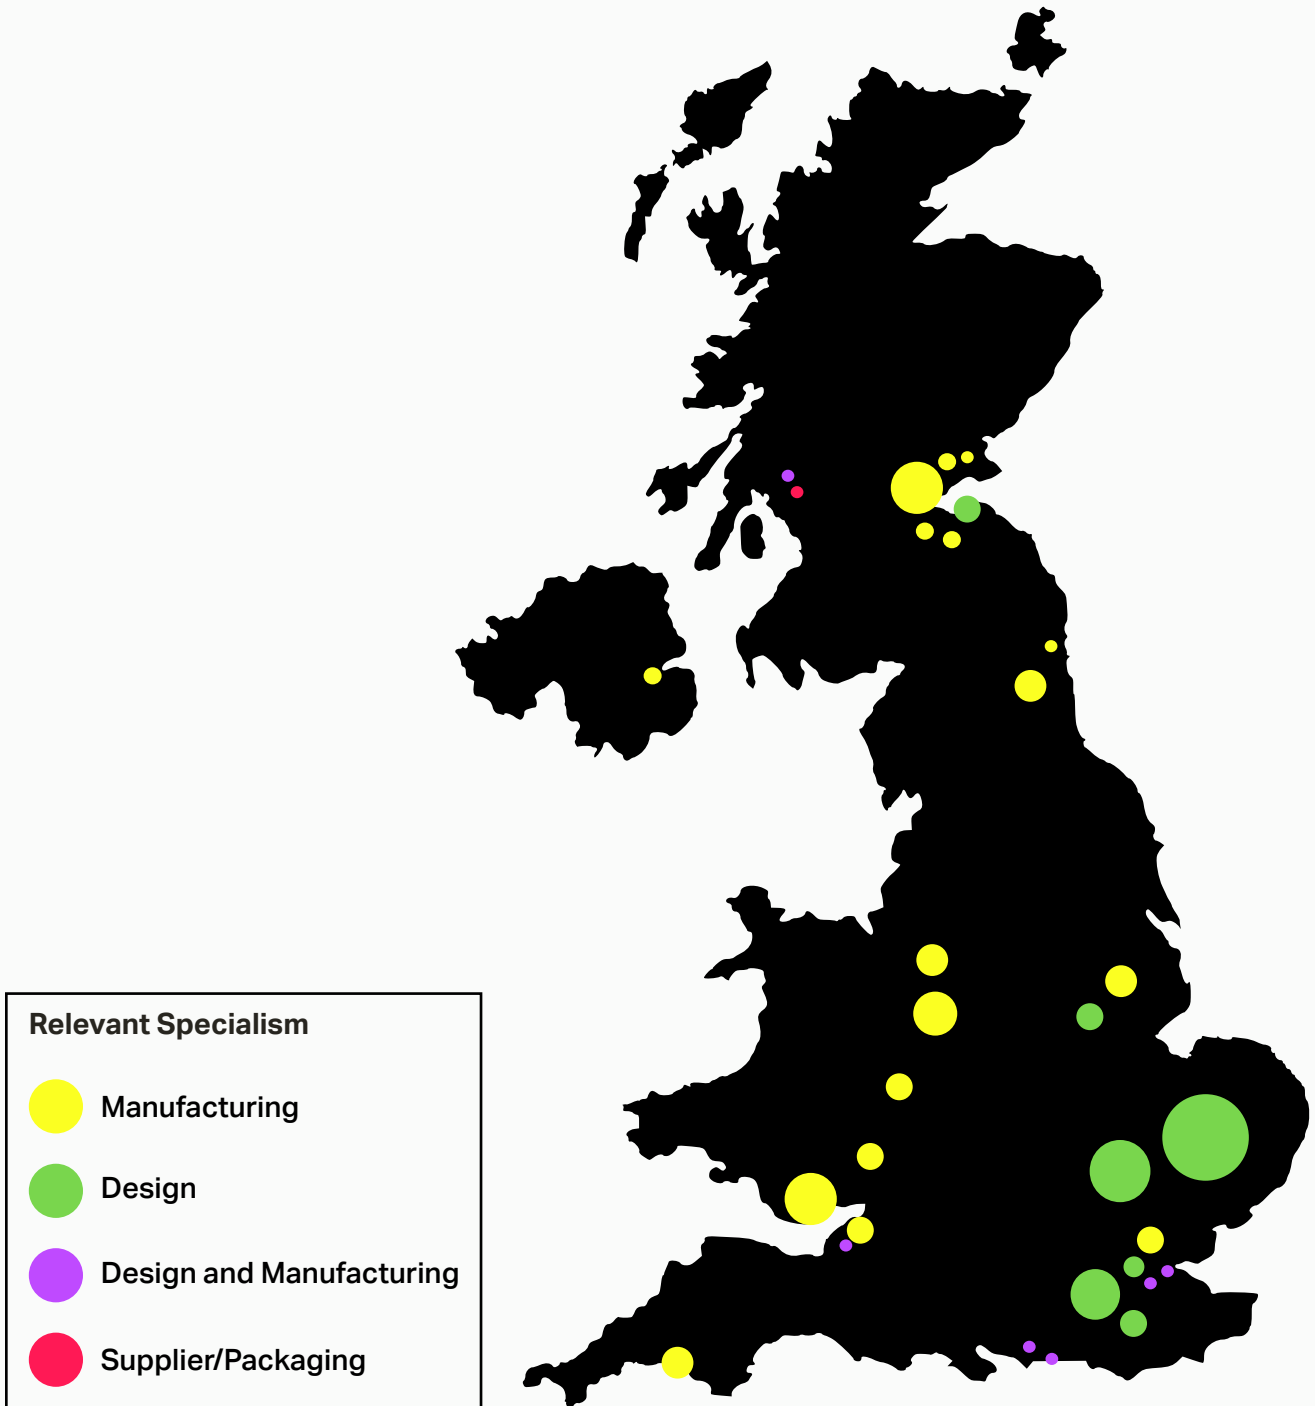 Relevant Specialism
Manufacturing
Design
Design and Manufacturing
Supplier/Packaging